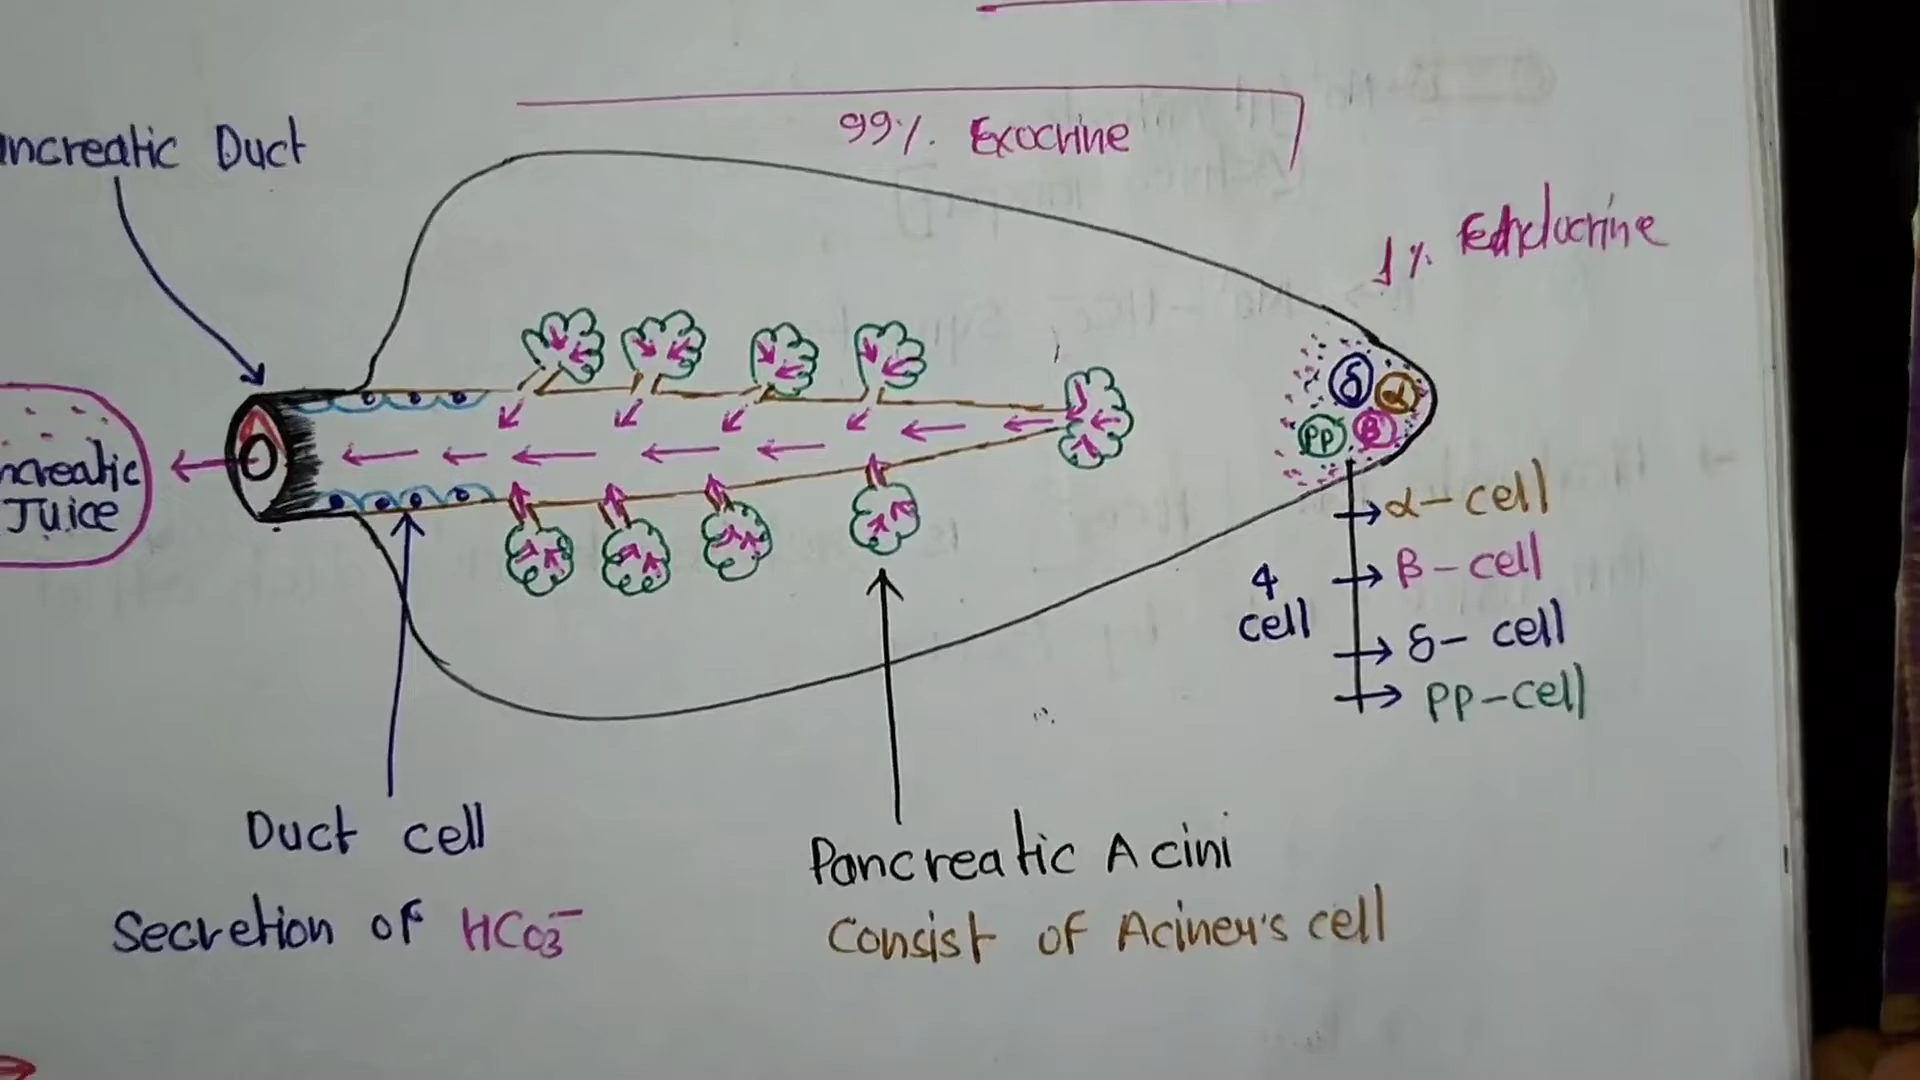 99%. Exocrine
ncreatic Duct
1%. Endocrine
δ
α
PP
β
ncreatic
Juice
α-cell
β-cell
4
cell
δ- cell
PP-cell
Duct cell
Pancreatic Acini
Secretion of HCO3-
Consist of Aciner's cell